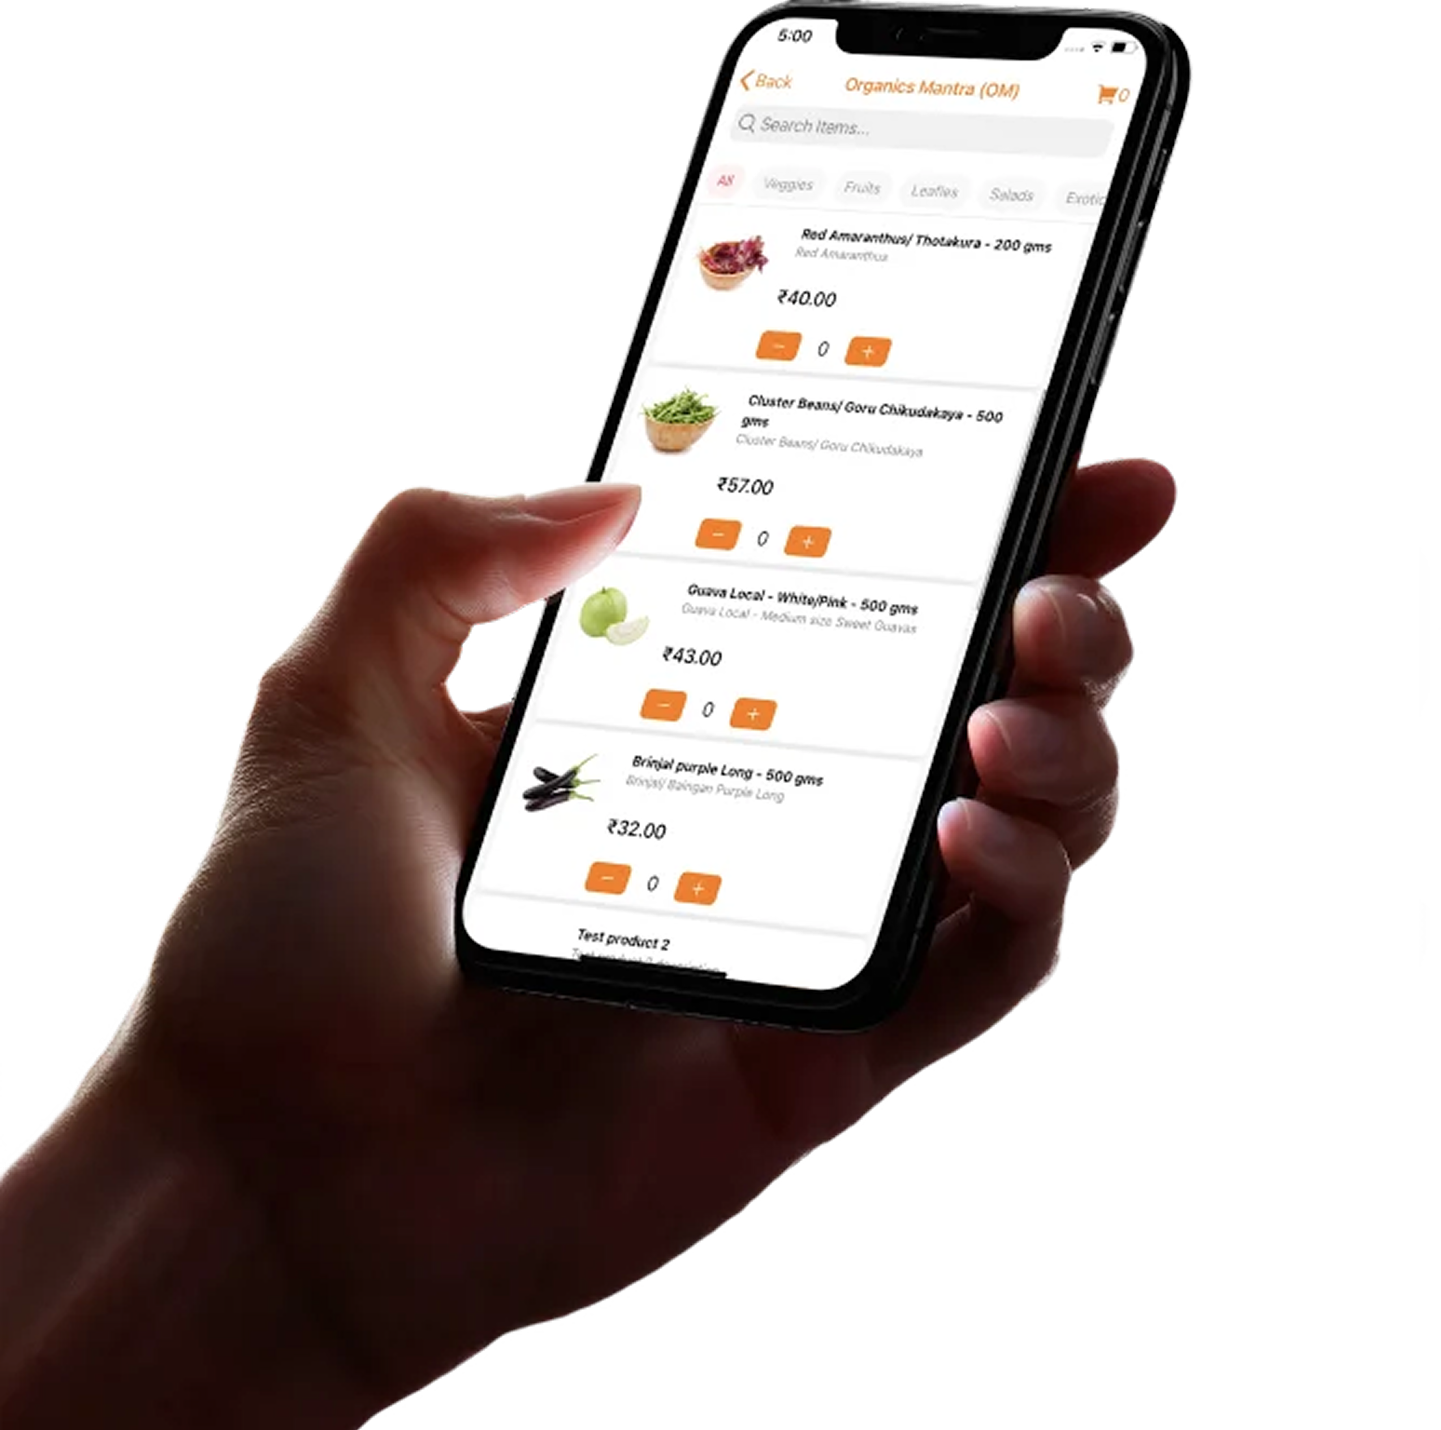 5:00
Back
Organics Mantra (OM)
0
Search Items...
All
Veggies
Fruits
Leafies
Salads
Exotic
Red Amaranthus/ Thotakura - 200 gms
Red Amaranthus
₹40.00
− 0 +
Cluster Beans/ Goru Chikudakaya - 500
gms
Cluster Beans/ Goru Chikudakaya
₹57.00
− 0 +
Guava Local - White/Pink - 500 gms
Guava Local - Medium size Sweet Guavas
₹43.00
− 0 +
Brinjal purple Long - 500 gms
Brinjal/ Baingan Purple Long
₹32.00
− 0 +
Test product 2